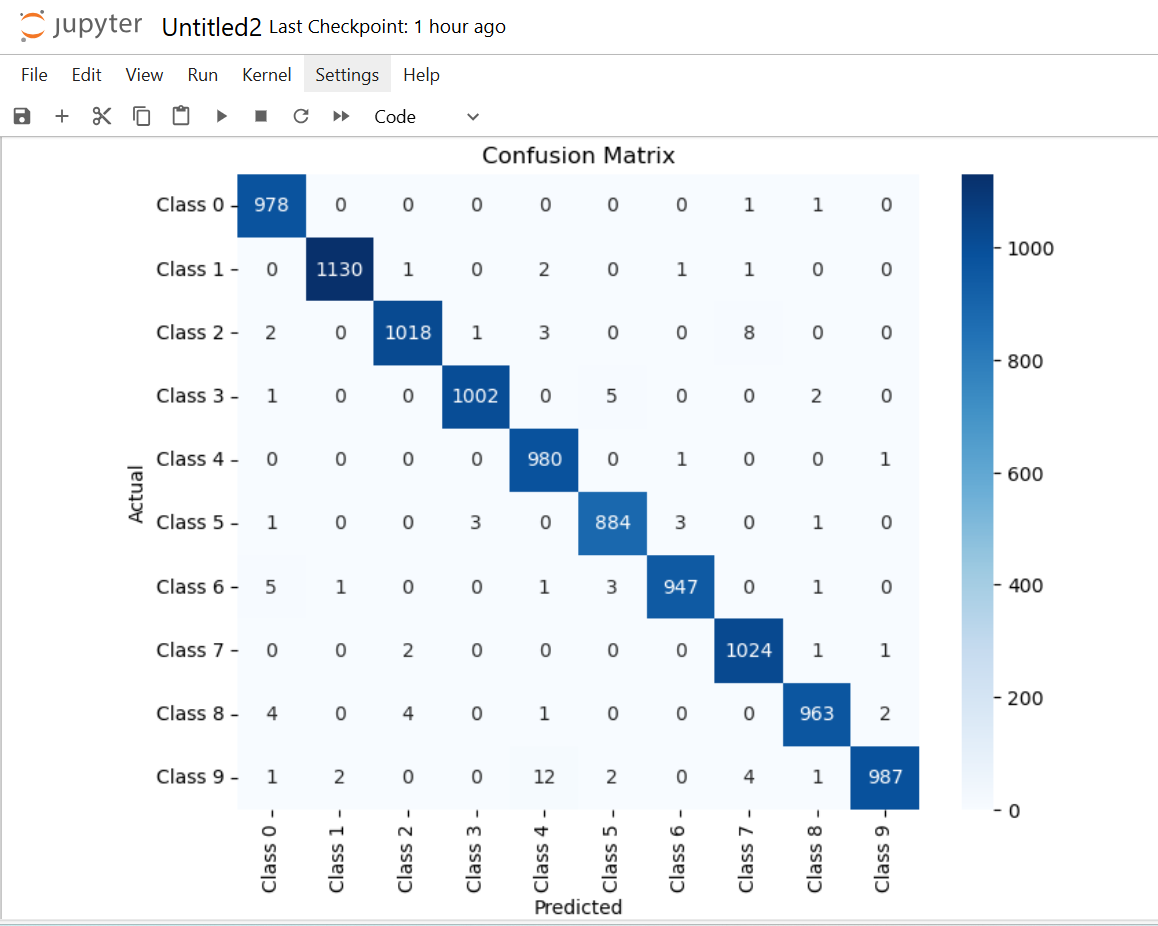 jupyter Untitled2 Last Checkpoint: 1 hour ago
File Edit View Run Kernel Settings Help
Code
Confusion Matrix
Class 0 978 0 0 0 0 0 0 1 1 0
Class 1 0 1130 1 0 2 0 1 1 0 0
Class 2 2 0 1018 1 3 0 0 8 0 0
Class 3 1 0 0 1002 0 5 0 0 2 0
Class 4 0 0 0 0 980 0 1 0 0 1
Class 5 1 0 0 3 0 884 3 0 1 0
Class 6 5 1 0 0 1 3 947 0 1 0
Class 7 0 0 2 0 0 0 0 1024 1 1
Class 8 4 0 4 0 1 0 0 0 963 2
Class 9 1 2 0 0 12 2 0 4 1 987
Actual
Class 0 Class 1 Class 2 Class 3 Class 4 Class 5 Class 6 Class 7 Class 8 Class 9
Predicted
1000
800
600
400
200
0